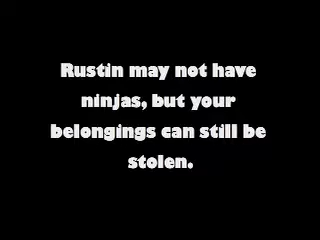 Rustin may not have
ninjas, but your
belongings can still be
stolen.